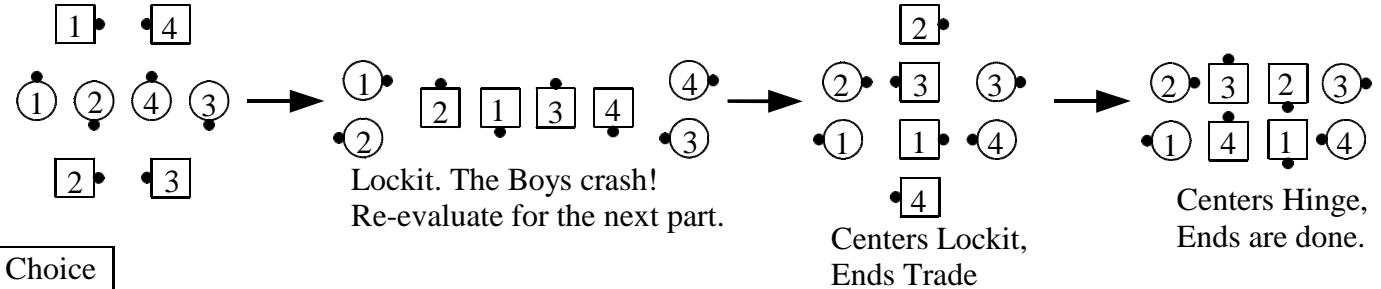 1 4
1 2 4 3
2 3
1 4
2 1 3 4
2 3
Lockit. The Boys crash!
Re-evaluate for the next part.
2
2 3 3
1 1 4
4
Centers Lockit,
Ends Trade
2 3 2 3
1 4 1 4
Centers Hinge,
Ends are done.
Choice